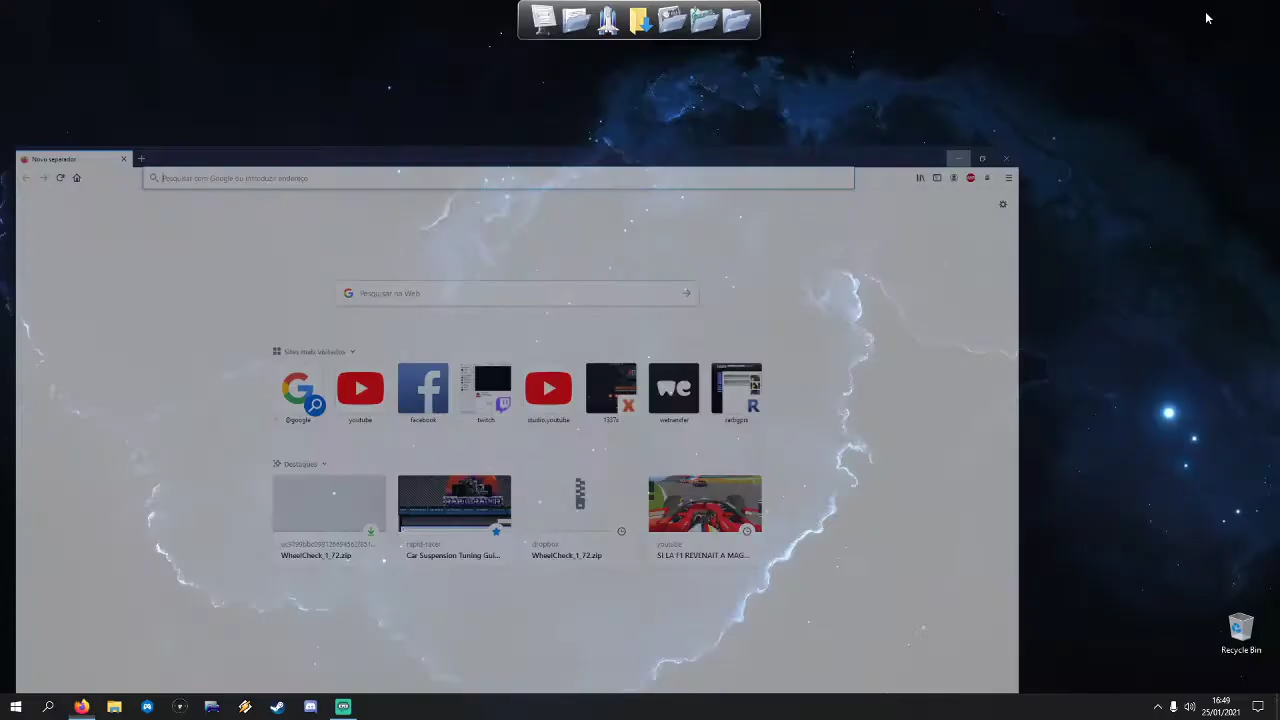 Novo separador
Pesquisar com Google ou introduzir endereço
Pesquisar na Web
Sites mais visitados
@google
youtube
facebook
twitch
studio.youtube
1337x
wetransfer
Destaques
WheelCheck_1_72.zip
rapid-racer
Car Suspension Tuning Gui...
dropbox
WheelCheck_1_72.zip
youtube
SI LA F1 REVENAIT A MAG...
Recycle Bin
16:49
25/01/2021